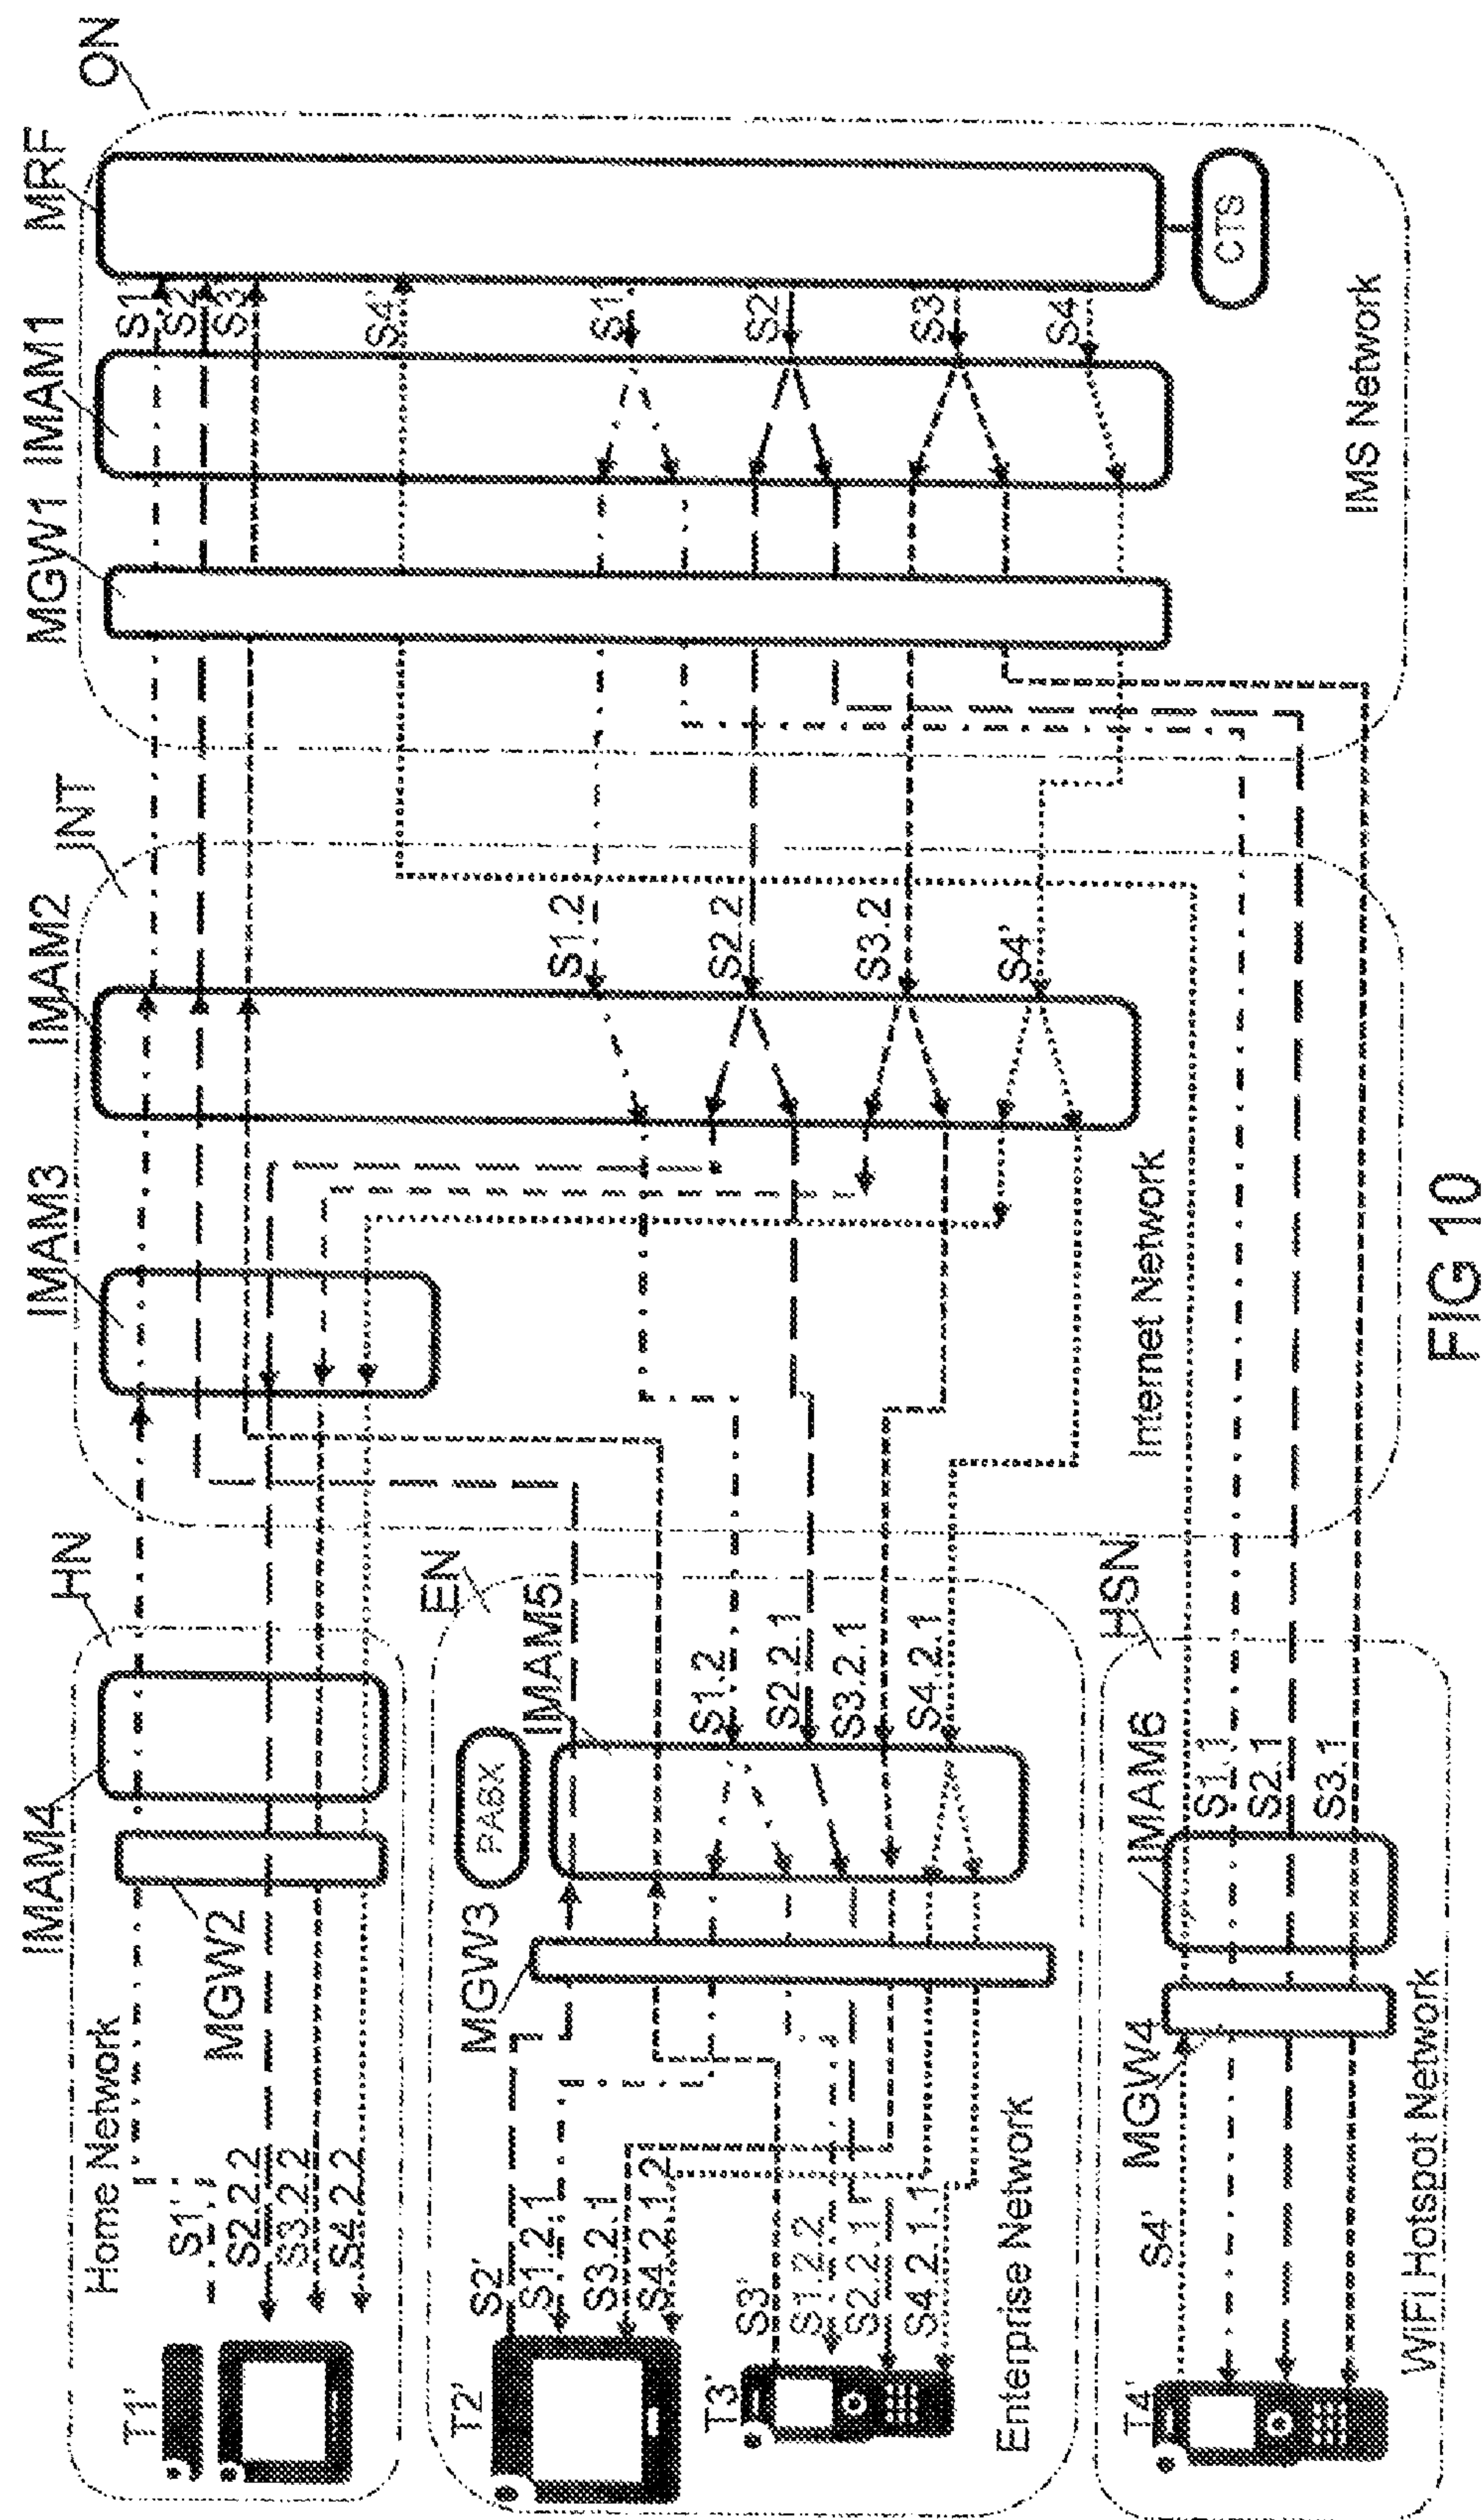 ON
MRF
IMAM1
MGW1
INT
IMAM2
IMAM3
HN
IMAM4
Home Network
MGW2
T1'
S1'
S2.2.2
S3.2.2
S4.2.2
S1'
S2'
S3'
S4'
S1'
S2'
S3'
S4'
CTS
IMS Network
S1.2
S2.2
S3.2
S4'
Internet Network
EN
IMAM5
PABX
MGW3
S1.2
S2.2.1
S3.2.1
S4.2.1
T2'
S2'
S1.2.1
S3.2.1
S4.2.1.2
T3'
S3'
S1.2.2
S2.2.1
S4.2.1.1
Enterprise Network
HSN
IMAM6
S1.1
S2.1
S3.1
MGW4
S4'
T4'
WIFI Hotspot Network
FIG 10